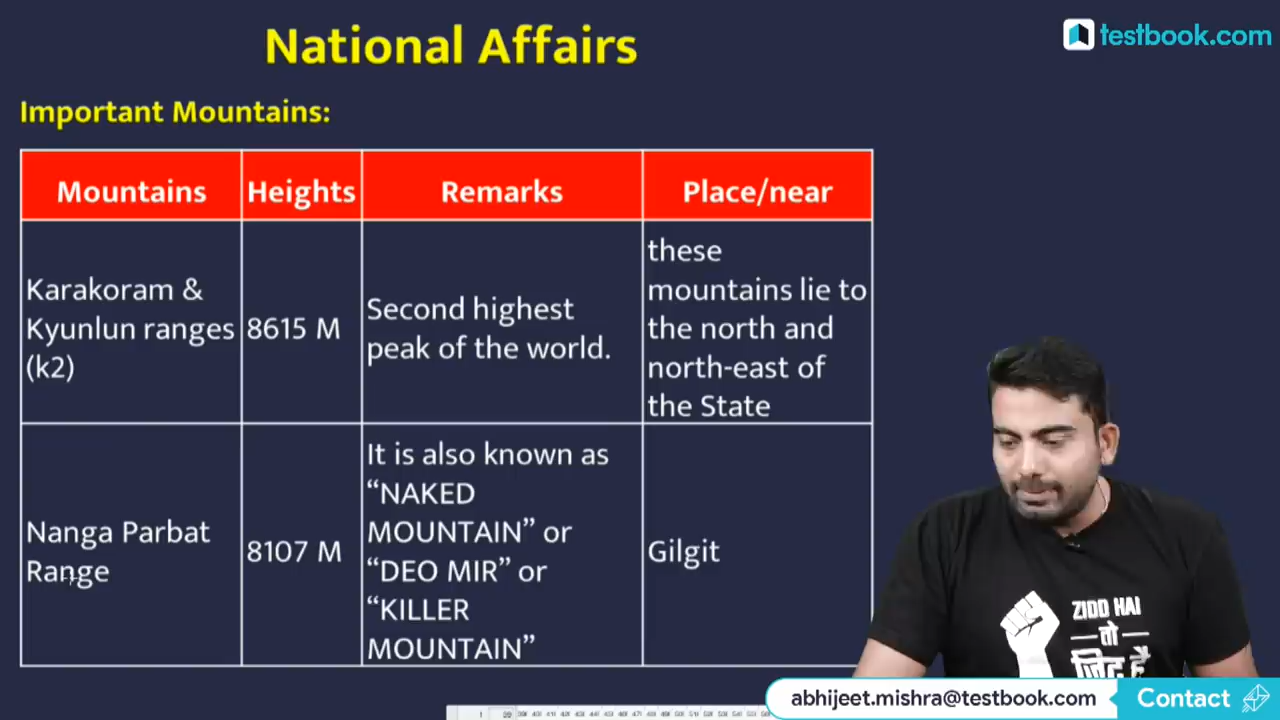 National Affairs
testbook.com
Important Mountains:
Mountains
Heights
Remarks
Place/near
Karakoram &
Kyunlun ranges
(k2)
8615 M
Second highest
peak of the world.
these
mountains lie to
the north and
north-east of
the State
Nanga Parbat
Range
8107 M
It is also known as
“NAKED
MOUNTAIN” or
“DEO MIR” or
“KILLER
MOUNTAIN”
Gilgit
ZIDD HAI
तो
ज़िद है
abhijeet.mishra@testbook.com
Contact